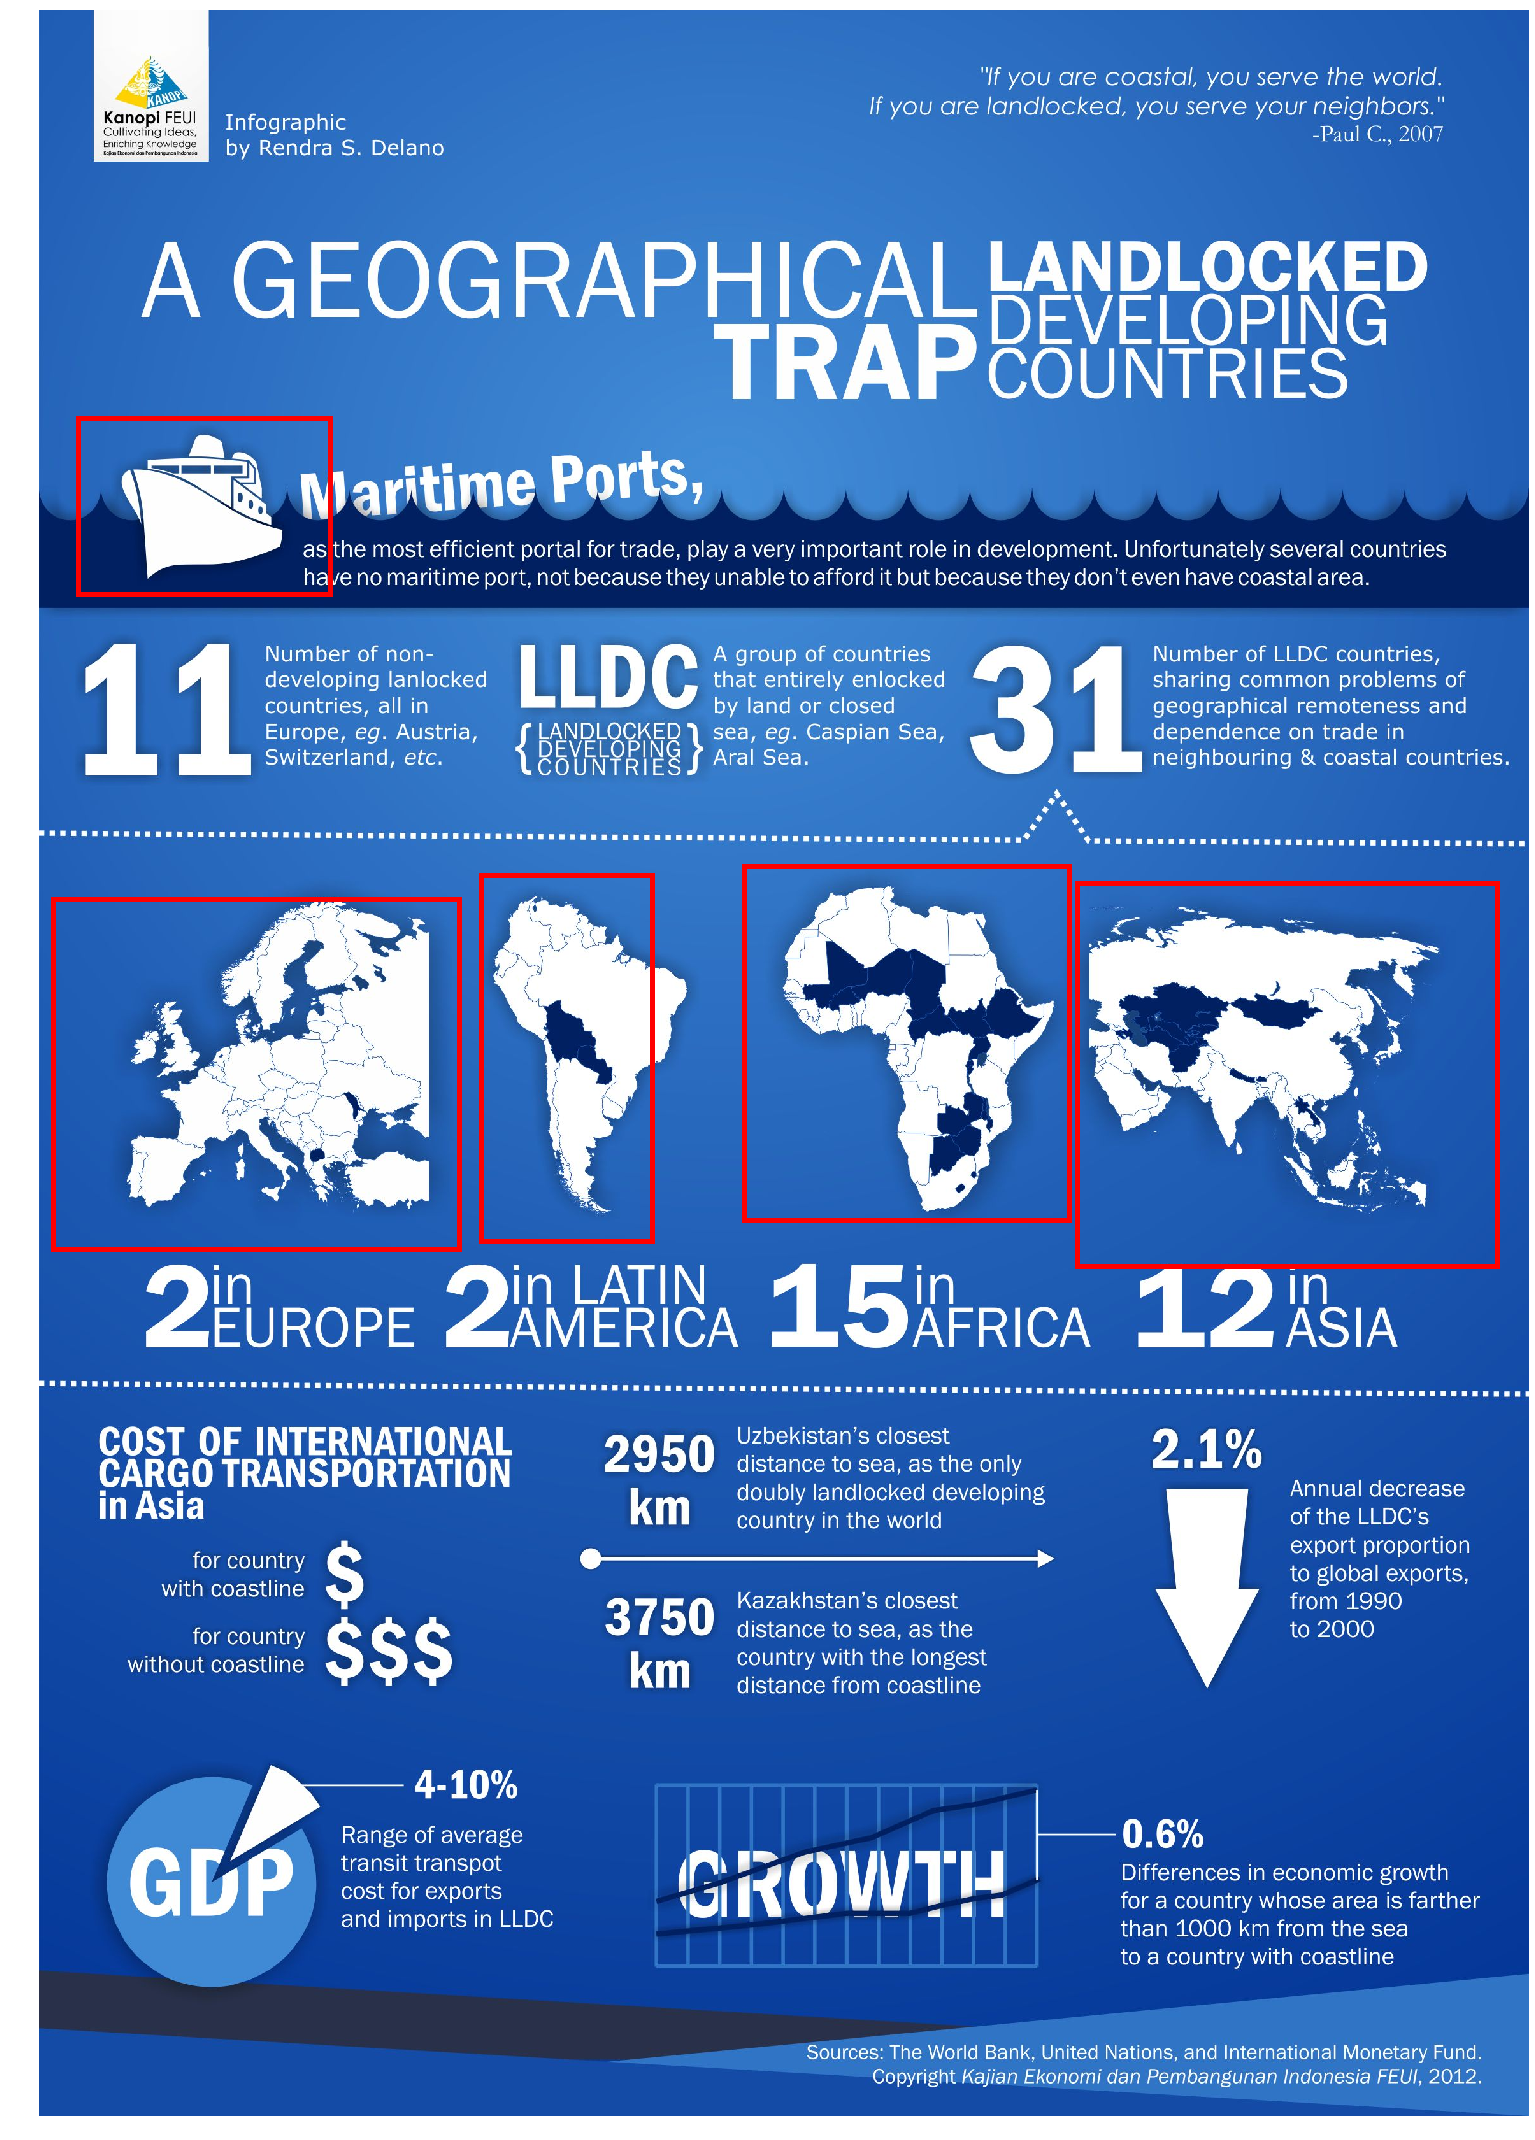 KANOPI
Kanopi FEUI
Cultivating Ideas,
Enriching Knowledge
Kajian Ekonomi dan Pembangunan Indonesia
Infographic
by Rendra S. Delano
"If you are coastal, you serve the world.
If you are landlocked, you serve your neighbors."
-Paul C., 2007
A GEOGRAPHICAL
TRAP
LANDLOCKED
DEVELOPING
COUNTRIES
Maritime Ports,
as the most efficient portal for trade, play a very important role in development. Unfortunately several countries
have no maritime port, not because they unable to afford it but because they don't even have coastal area.
11
Number of non-
developing lanlocked
countries, all in
Europe, eg. Austria,
Switzerland, etc.
LLDC
{LANDLOCKED
DEVELOPING
COUNTRIES}
A group of countries
that entirely enlocked
by land or closed
sea, eg. Caspian Sea,
Aral Sea.
31
Number of LLDC countries,
sharing common problems of
geographical remoteness and
dependence on trade in
neighbouring & coastal countries.
2 in
EUROPE
2 in LATIN
AMERICA
15 in
AFRICA
12 in
ASIA
COST OF INTERNATIONAL
CARGO TRANSPORTATION
in Asia
for country
with coastline
$
for country
without coastline
$$$
2950
km
Uzbekistan's closest
distance to sea, as the only
doubly landlocked developing
country in the world
3750
km
Kazakhstan's closest
distance to sea, as the
country with the longest
distance from coastline
2.1%
Annual decrease
of the LLDC's
export proportion
to global exports,
from 1990
to 2000
GDP
4-10%
Range of average
transit transpot
cost for exports
and imports in LLDC
GROWTH
0.6%
Differences in economic growth
for a country whose area is farther
than 1000 km from the sea
to a country with coastline
Sources: The World Bank, United Nations, and International Monetary Fund.
Copyright Kajian Ekonomi dan Pembangunan Indonesia FEUI, 2012.